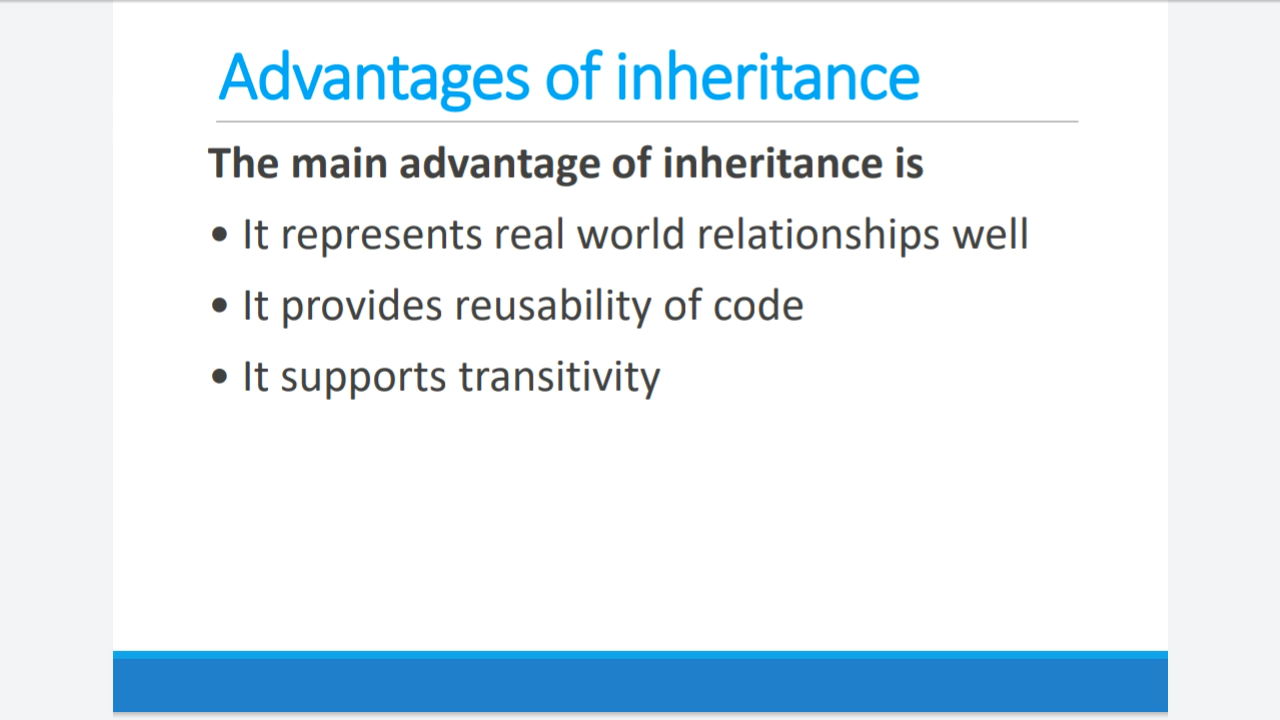 Advantages of inheritance
The main advantage of inheritance is
• It represents real world relationships well
• It provides reusability of code
• It supports transitivity